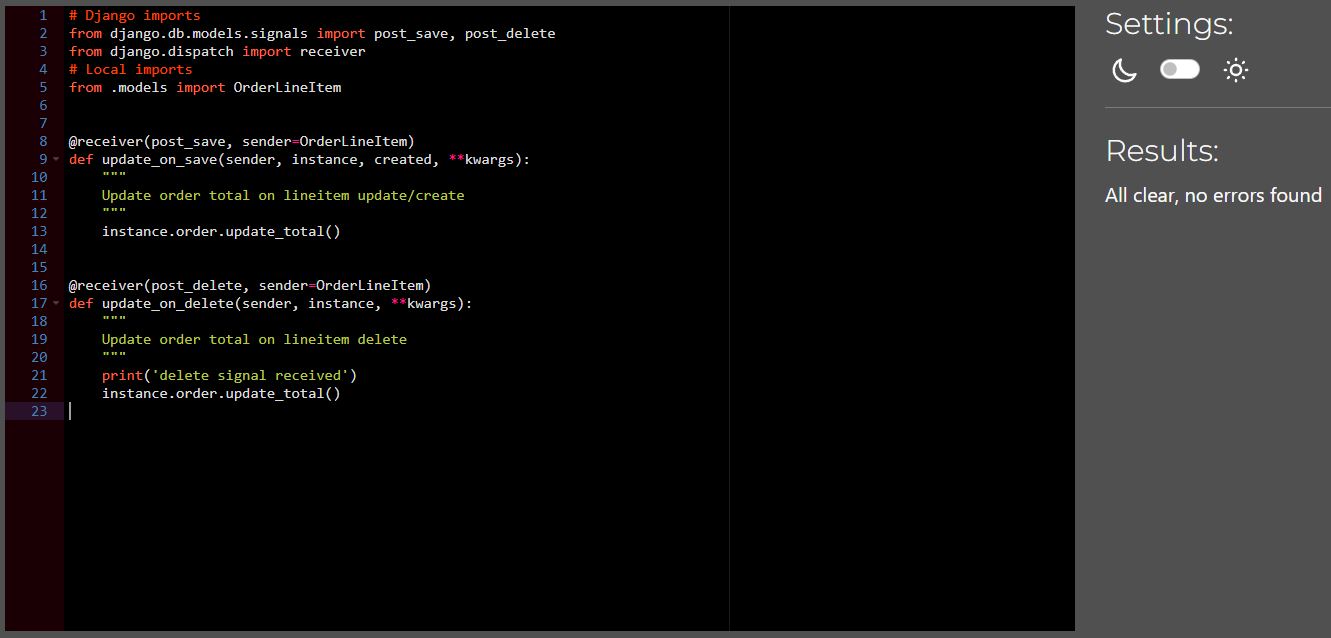 1 # Django imports
2 from django.db.models.signals import post_save, post_delete
3 from django.dispatch import receiver
4 # Local imports
5 from .models import OrderLineItem
6
7
8 @receiver(post_save, sender=OrderLineItem)
9 def update_on_save(sender, instance, created, **kwargs):
10     """
11     Update order total on lineitem update/create
12     """
13     instance.order.update_total()
14
15
16 @receiver(post_delete, sender=OrderLineItem)
17 def update_on_delete(sender, instance, **kwargs):
18     """
19     Update order total on lineitem delete
20     """
21     print('delete signal received')
22     instance.order.update_total()
23
Settings:
Results:
All clear, no errors found